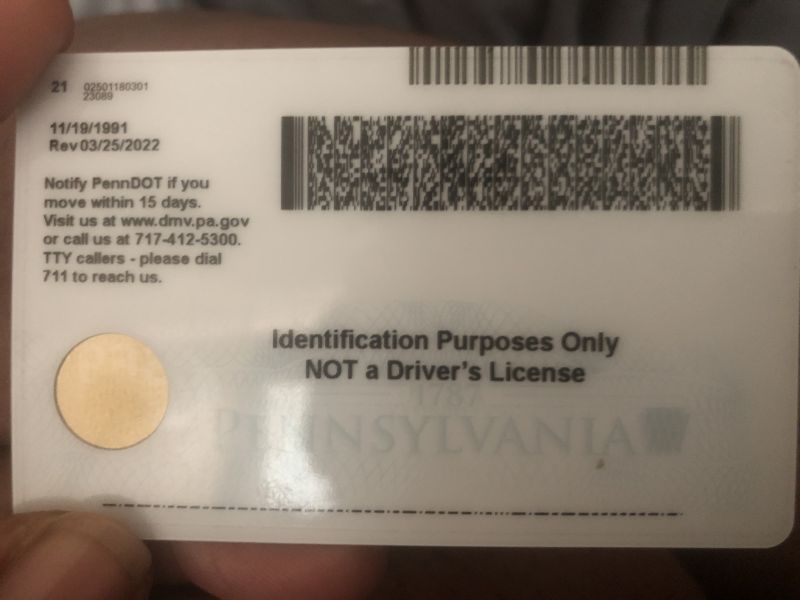 21 02501180301
23089
11/19/1991
Rev 03/25/2022
Notify PennDOT if you
move within 15 days.
Visit us at www.dmv.pa.gov
or call us at 717-412-5300.
TTY callers - please dial
711 to reach us.
Identification Purposes Only
NOT a Driver's License
1787
PENNSYLVANIA